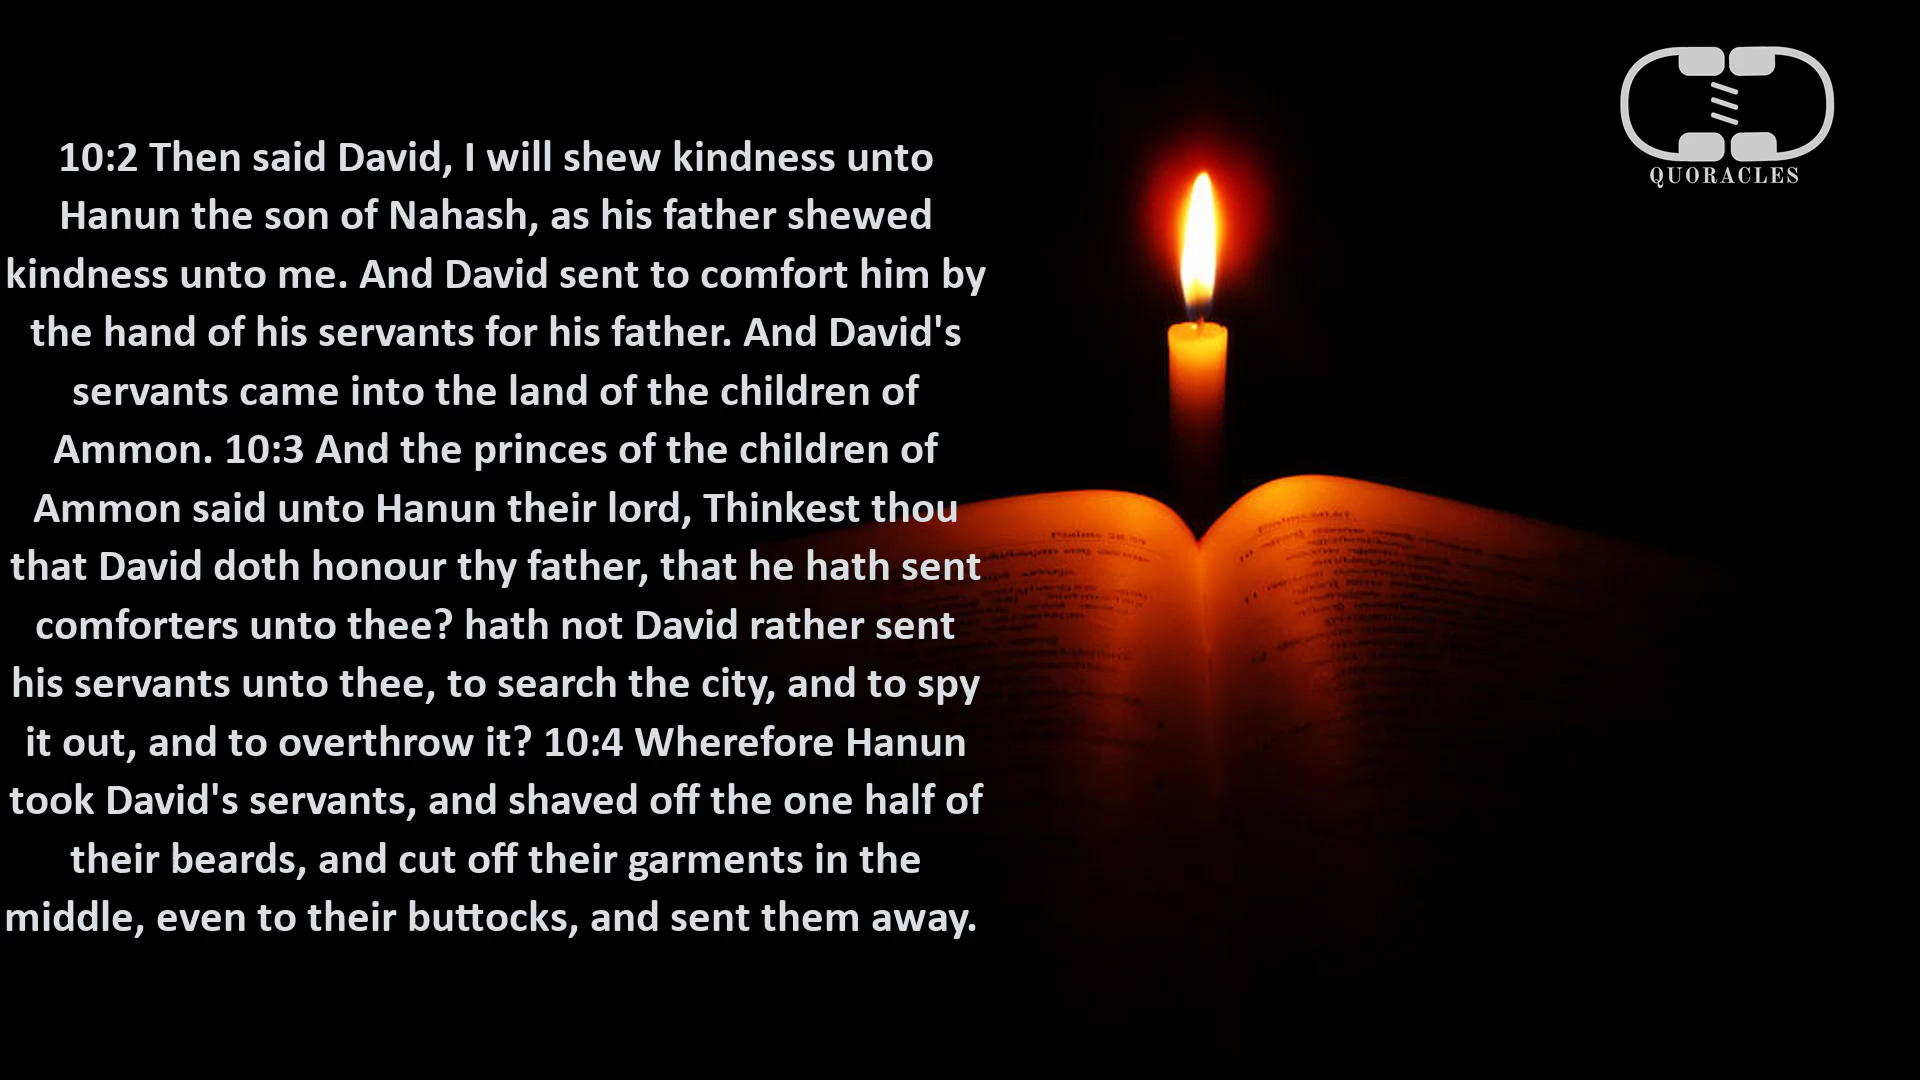 10:2 Then said David, I will shew kindness unto
Hanun the son of Nahash, as his father shewed
kindness unto me. And David sent to comfort him by
the hand of his servants for his father. And David's
servants came into the land of the children of
Ammon. 10:3 And the princes of the children of
Ammon said unto Hanun their lord, Thinkest thou
that David doth honour thy father, that he hath sent
comforters unto thee? hath not David rather sent
his servants unto thee, to search the city, and to spy
it out, and to overthrow it? 10:4 Wherefore Hanun
took David's servants, and shaved off the one half of
their beards, and cut off their garments in the
middle, even to their buttocks, and sent them away.
QUORACLES